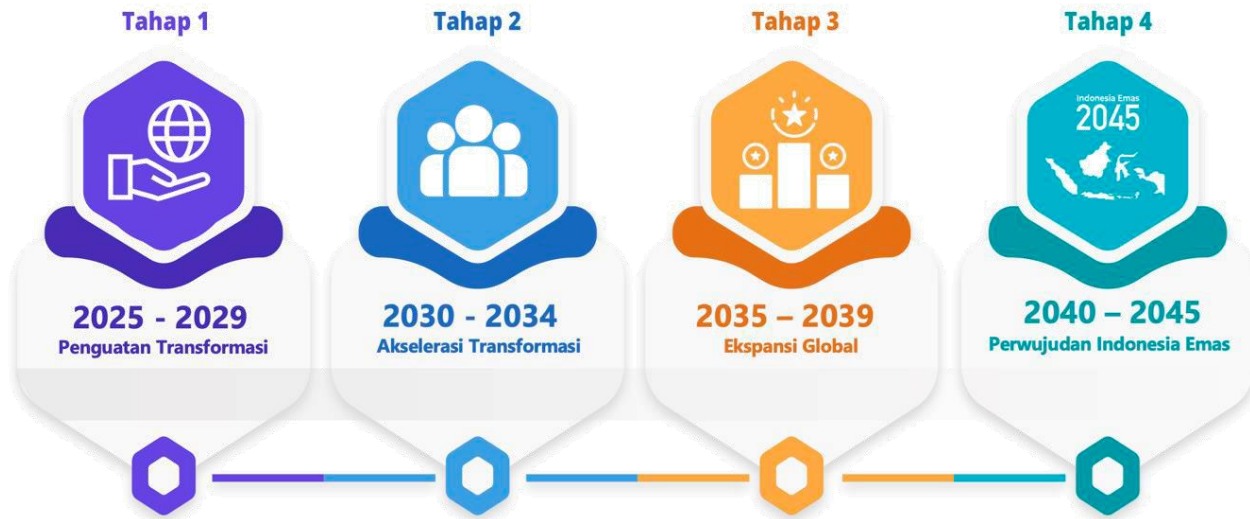 Tahap 1
Tahap 2
Tahap 3
Tahap 4
Indonesia Emas
2045
2025 - 2029
Penguatan Transformasi
2030 - 2034
Akselerasi Transformasi
2035 – 2039
Ekspansi Global
2040 – 2045
Perwujudan Indonesia Emas